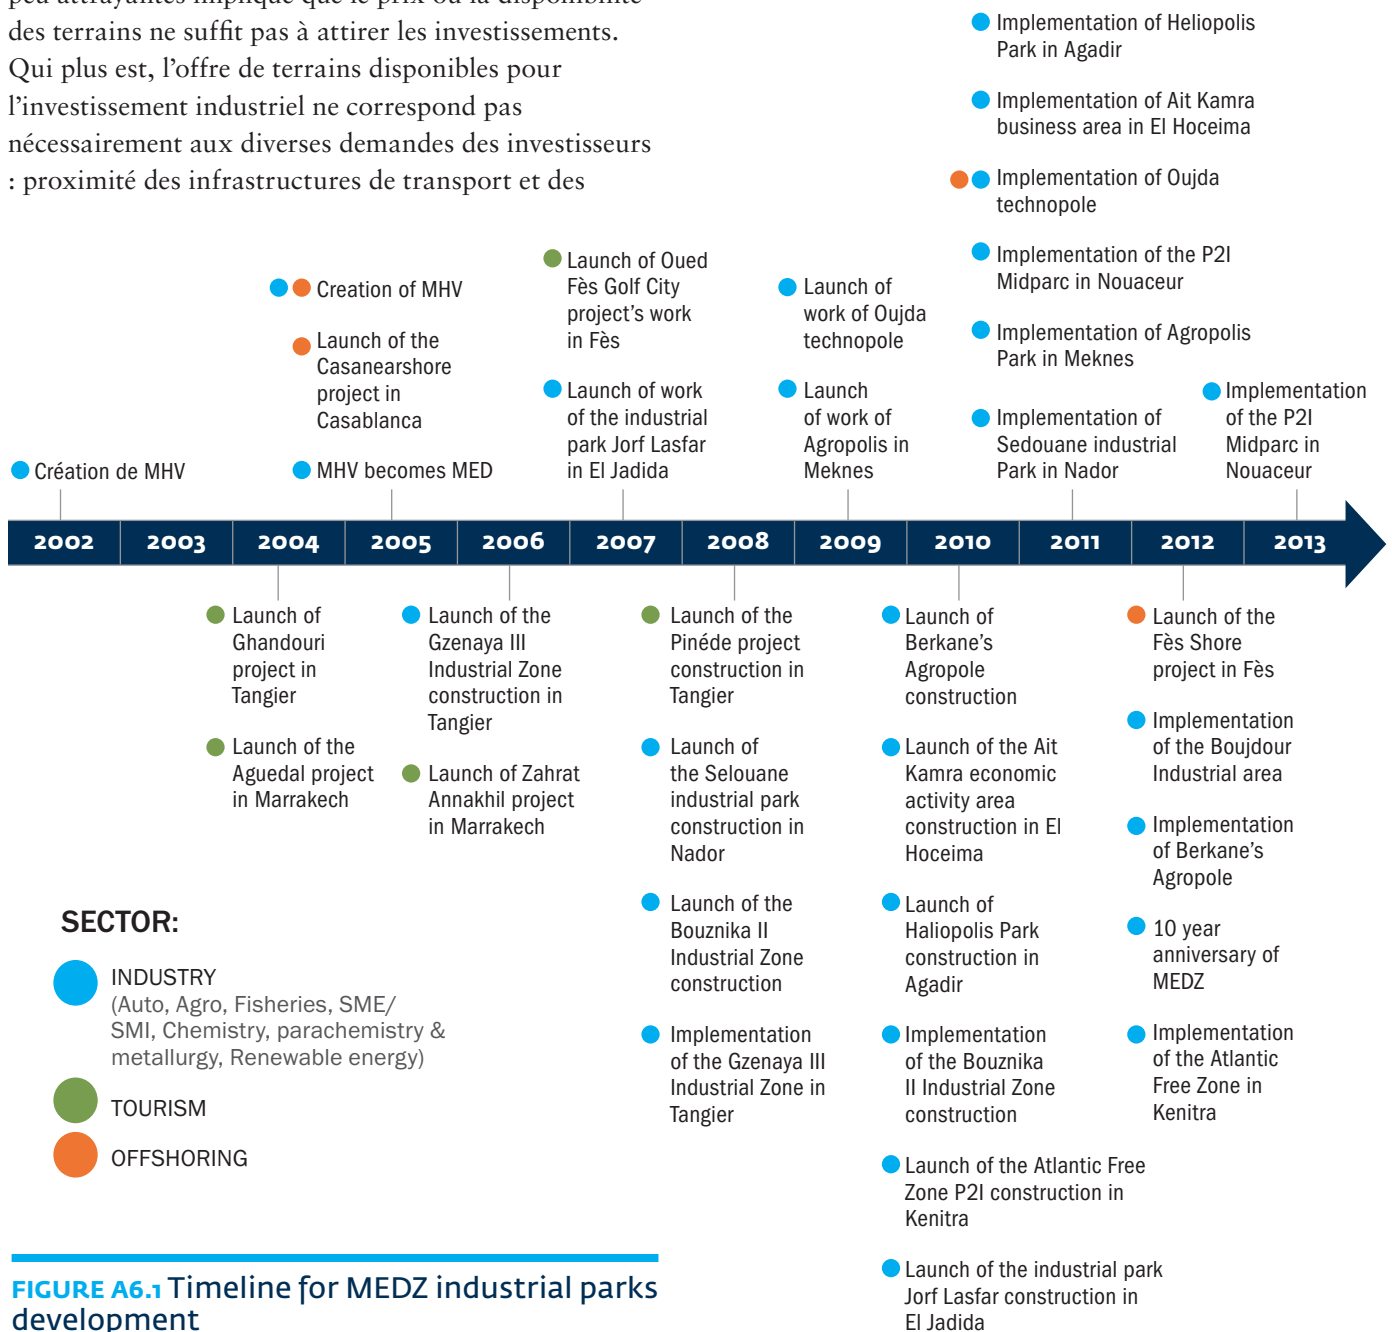 peu attrayantes implique que le prix ou la disponibilité
des terrains ne suffit pas à attirer les investissements.
Qui plus est, l’offre de terrains disponibles pour
l’investissement industriel ne correspond pas
nécessairement aux diverses demandes des investisseurs
: proximité des infrastructures de transport et des
Création de MHV
Creation of MHV
Launch of the
Casanearshore
project in
Casablanca
MHV becomes MED
Launch of Oued
Fès Golf City
project’s work
in Fès
Launch of work
of the industrial
park Jorf Lasfar
in El Jadida
Launch of
work of Oujda
technopole
Launch
of work of
Agropolis in
Meknes
Implementation of Heliopolis
Park in Agadir
Implementation of Ait Kamra
business area in El Hoceima
Implementation of Oujda
technopole
Implementation of the P2I
Midparc in Nouaceur
Implementation of Agropolis
Park in Meknes
Implementation of
Sedouane industrial
Park in Nador
Implementation
of the P2I
Midparc in
Nouaceur
2002 2003 2004 2005 2006 2007 2008 2009 2010 2011 2012 2013
Launch of
Ghandouri
project in
Tangier
Launch of the
Aguedal project
in Marrakech
Launch of the
Gzenaya III
Industrial Zone
construction in
Tangier
Launch of Zahrat
Annakhil project
in Marrakech
Launch of the
Pinéde project
construction in
Tangier
Launch of
the Selouane
industrial park
construction in
Nador
Launch of the
Bouznika II
Industrial Zone
construction
Implementation
of the Gzenaya III
Industrial Zone in
Tangier
Launch of
Berkane’s
Agropole
construction
Launch of the Ait
Kamra economic
activity area
construction in El
Hoceima
Launch of
Haliopolis Park
construction in
Agadir
Implementation
of the Bouznika
II Industrial Zone
construction
Launch of the Atlantic Free
Zone P2I construction in
Kenitra
Launch of the industrial park
Jorf Lasfar construction in
El Jadida
Launch of the
Fès Shore
project in Fès
Implementation
of the Boujdour
Industrial area
Implementation
of Berkane’s
Agropole
10 year
anniversary of
MEDZ
Implementation
of the Atlantic
Free Zone in
Kenitra
SECTOR:
INDUSTRY
(Auto, Agro, Fisheries, SME/
SMI, Chemistry, parachemistry &
metallurgy, Renewable energy)
TOURISM
OFFSHORING
FIGURE A6.1 Timeline for MEDZ industrial parks
development